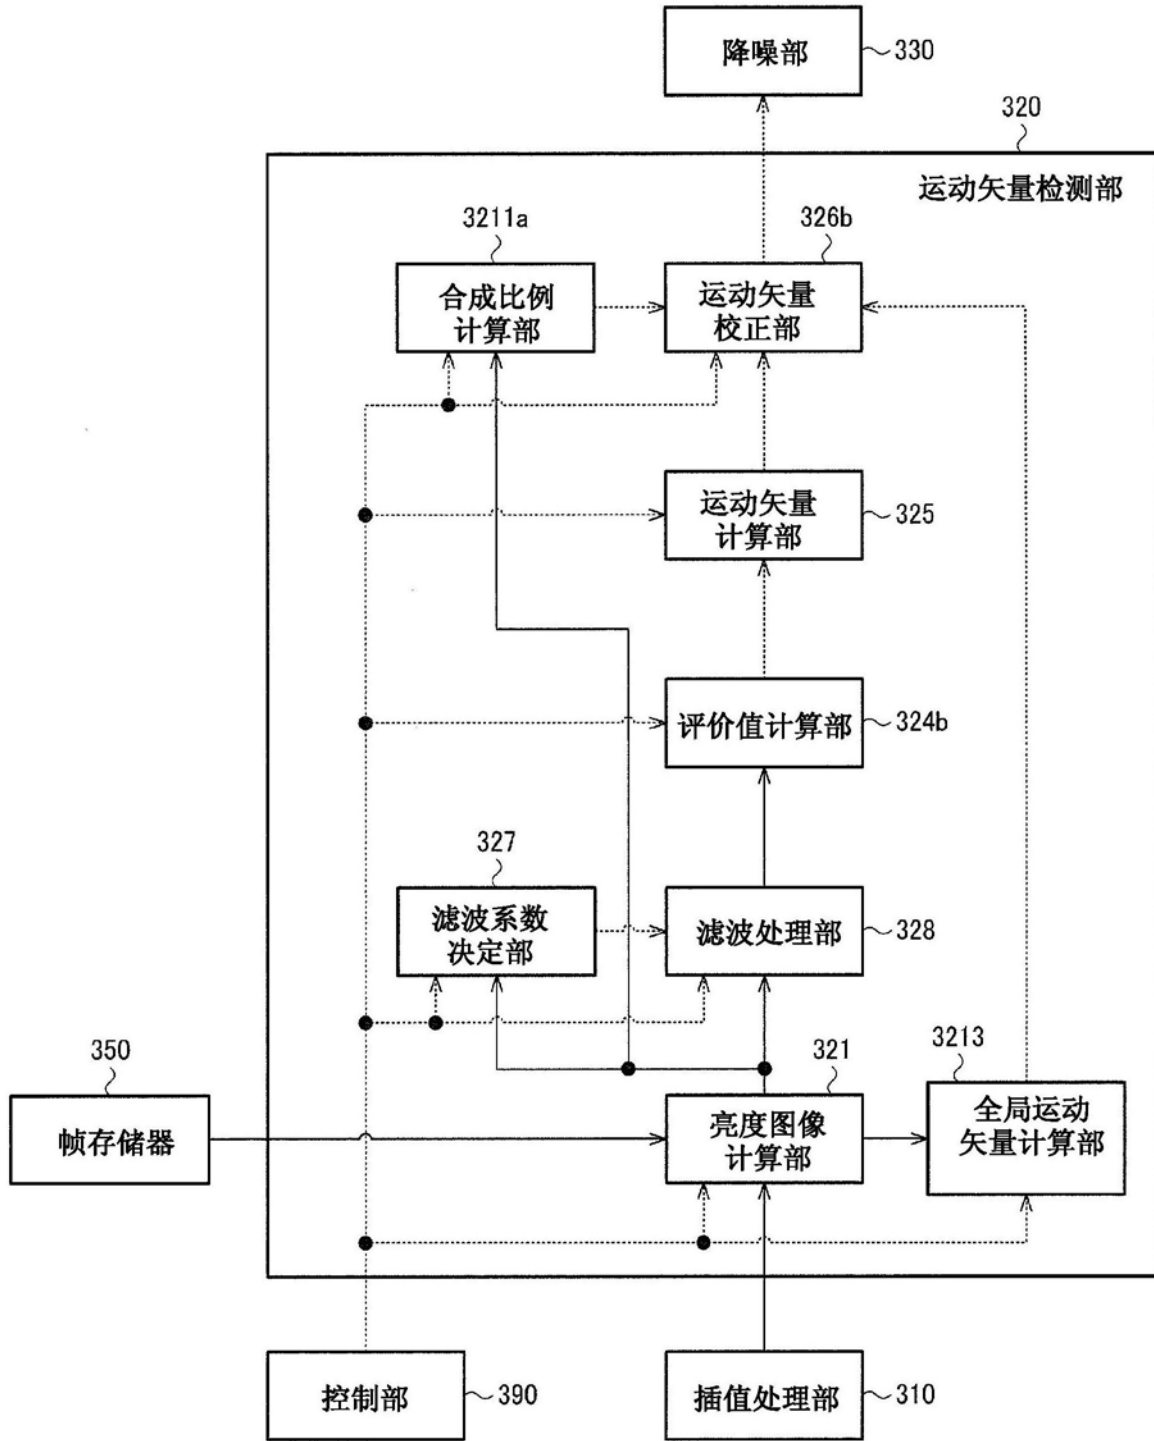 降噪部
330
320
运动矢量检测部
3211a
326b
合成比例
计算部
运动矢量
校正部
运动矢量
计算部
325
评价值计算部
324b
327
滤波系数
决定部
滤波处理部
328
350
321
3213
帧存储器
亮度图像
计算部
全局运动
矢量计算部
控制部
390
插值处理部
310